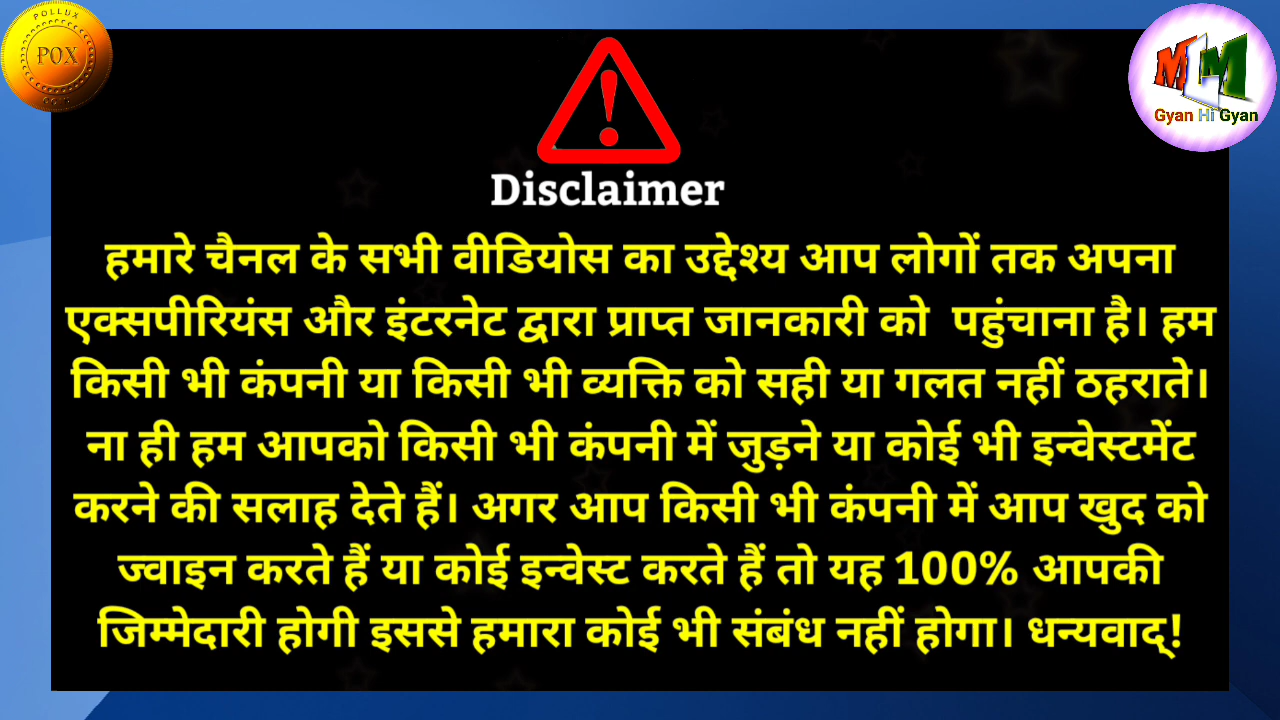 POLLUX
POX
MLM
Gyan Hi Gyan
Disclaimer
हमारे चैनल के सभी वीडियोस का उद्देश्य आप लोगों तक अपना
एक्सपीरियंस और इंटरनेट द्वारा प्राप्त जानकारी को पहुंचाना है। हम
किसी भी कंपनी या किसी भी व्यक्ति को सही या गलत नहीं ठहराते।
ना ही हम आपको किसी भी कंपनी में जुड़ने या कोई भी इन्वेस्टमेंट
करने की सलाह देते हैं। अगर आप किसी भी कंपनी में आप खुद को
ज्वाइन करते हैं या कोई इन्वेस्ट करते हैं तो यह 100% आपकी
जिम्मेदारी होगी इससे हमारा कोई भी संबंध नहीं होगा। धन्यवाद्!